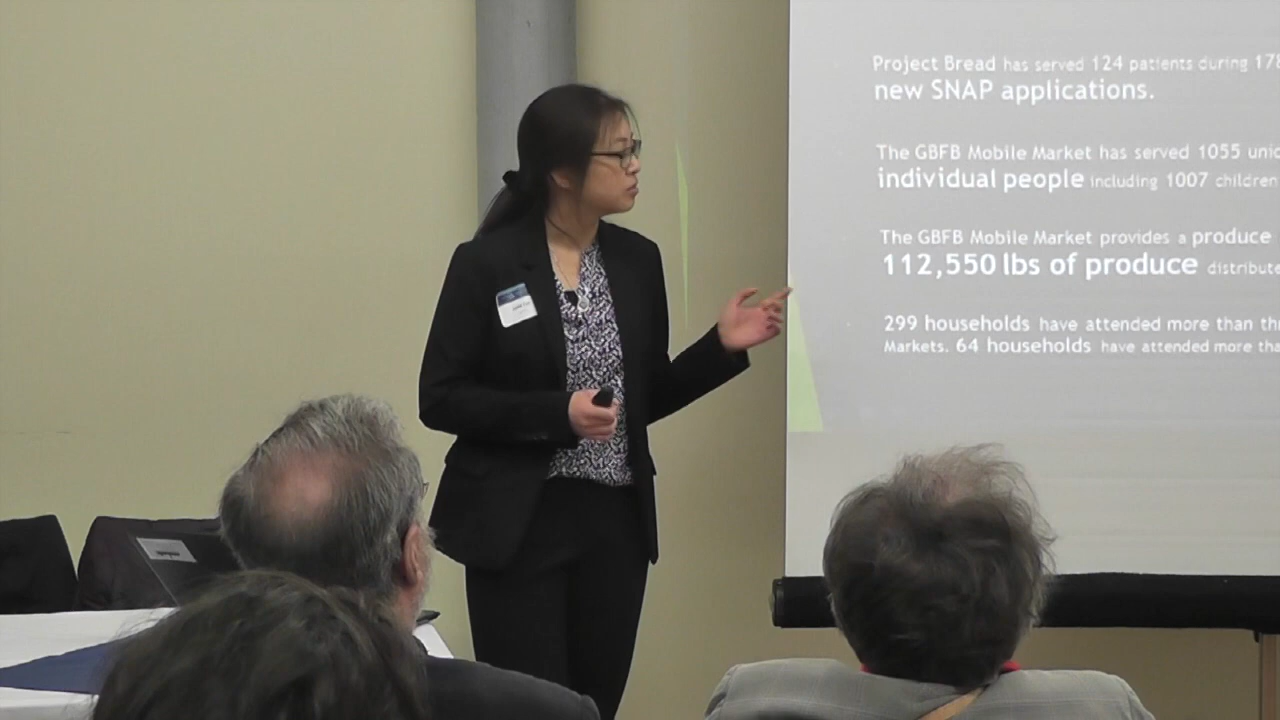 Project Bread has served 124 patients during 178
new SNAP applications.
The GBFB Mobile Market has served 1055 uniq
individual people including 1007 children
The GBFB Mobile Market provides a produce
112,550 lbs of produce distribute
299 households have attended more than th
Markets. 64 households have attended more tha